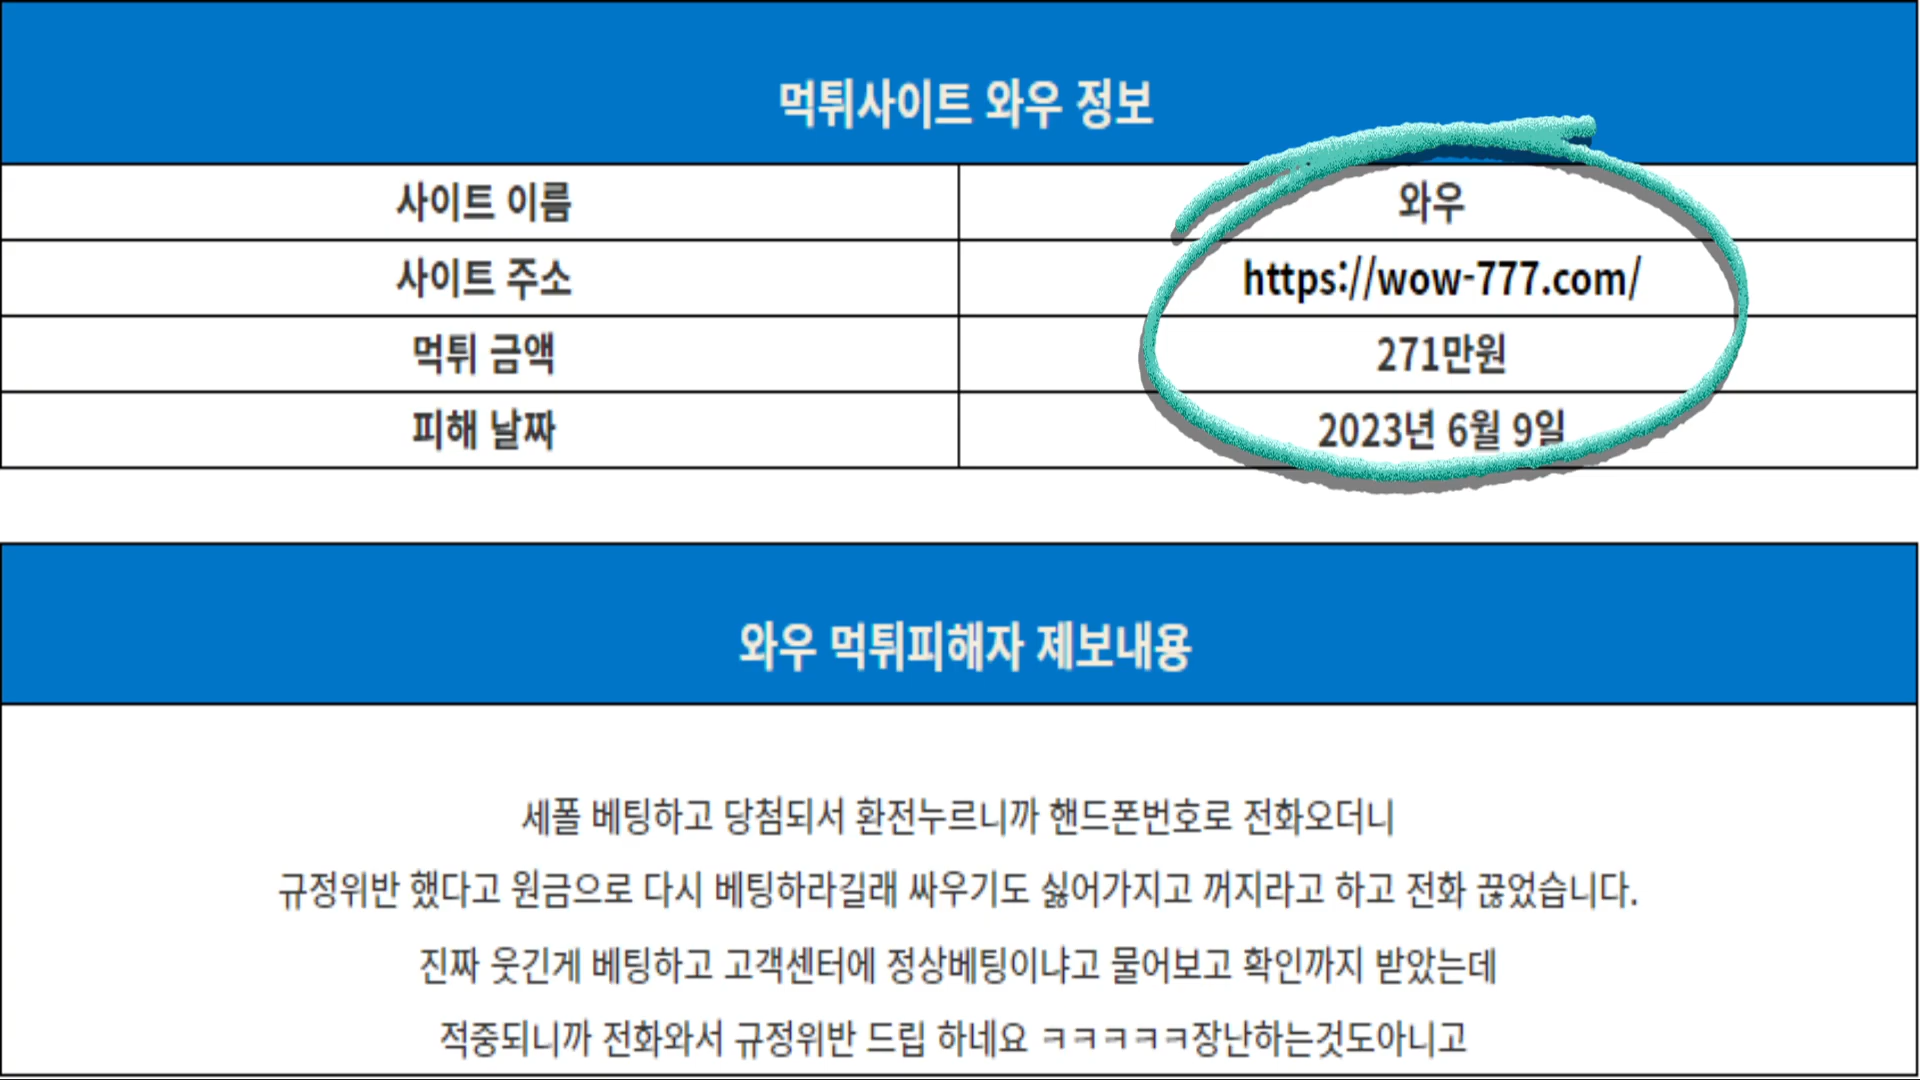 먹튀사이트 와우 정보
사이트 이름 와우
사이트 주소 https://wow-777.com/
먹튀 금액 271만원
피해 날짜 2023년 6월 9일
와우 먹튀피해자 제보내용
세폴 베팅하고 당첨되서 환전누르니까 핸드폰번호로 전화오더니
규정위반 했다고 원금으로 다시 베팅하라길래 싸우기도 싫어가지고 꺼지라고 하고 전화 끊었습니다.
진짜 웃긴게 베팅하고 고객센터에 정상베팅이냐고 물어보고 확인까지 받았는데
적중되니까 전화와서 규정위반 드립 하네요 ㅋㅋㅋㅋㅋ장난하는것도아니고